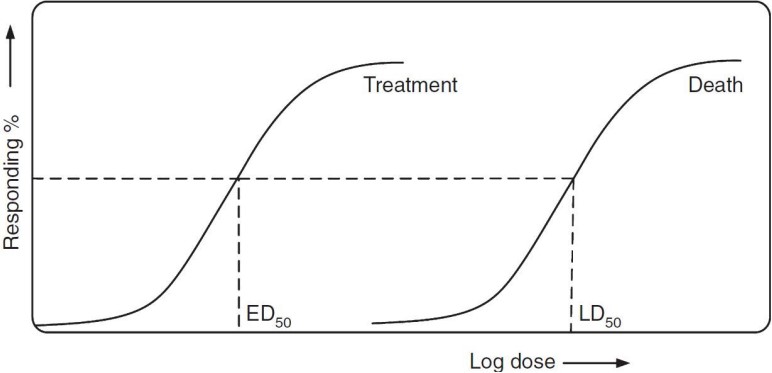 Responding %
Treatment
Death
ED50
LD50
Log dose